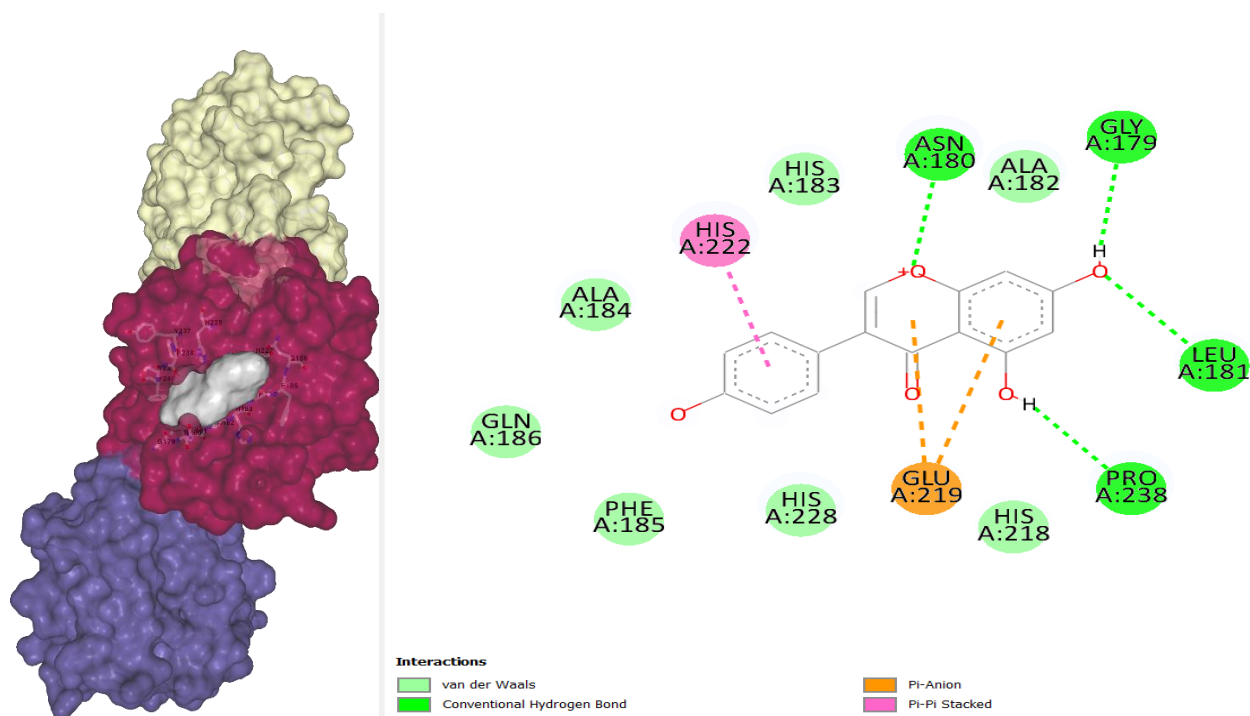 GLY
A:179
ASN
A:180
HIS
A:183
ALA
A:182
HIS
A:222
H
+O
O
ALA
A:184
LEU
A:181
O
O
H
O
GLN
A:186
GLU
A:219
PRO
A:238
PHE
A:185
HIS
A:228
HIS
A:218
Interactions
van der Waals
Conventional Hydrogen Bond
Pi-Anion
Pi-Pi Stacked